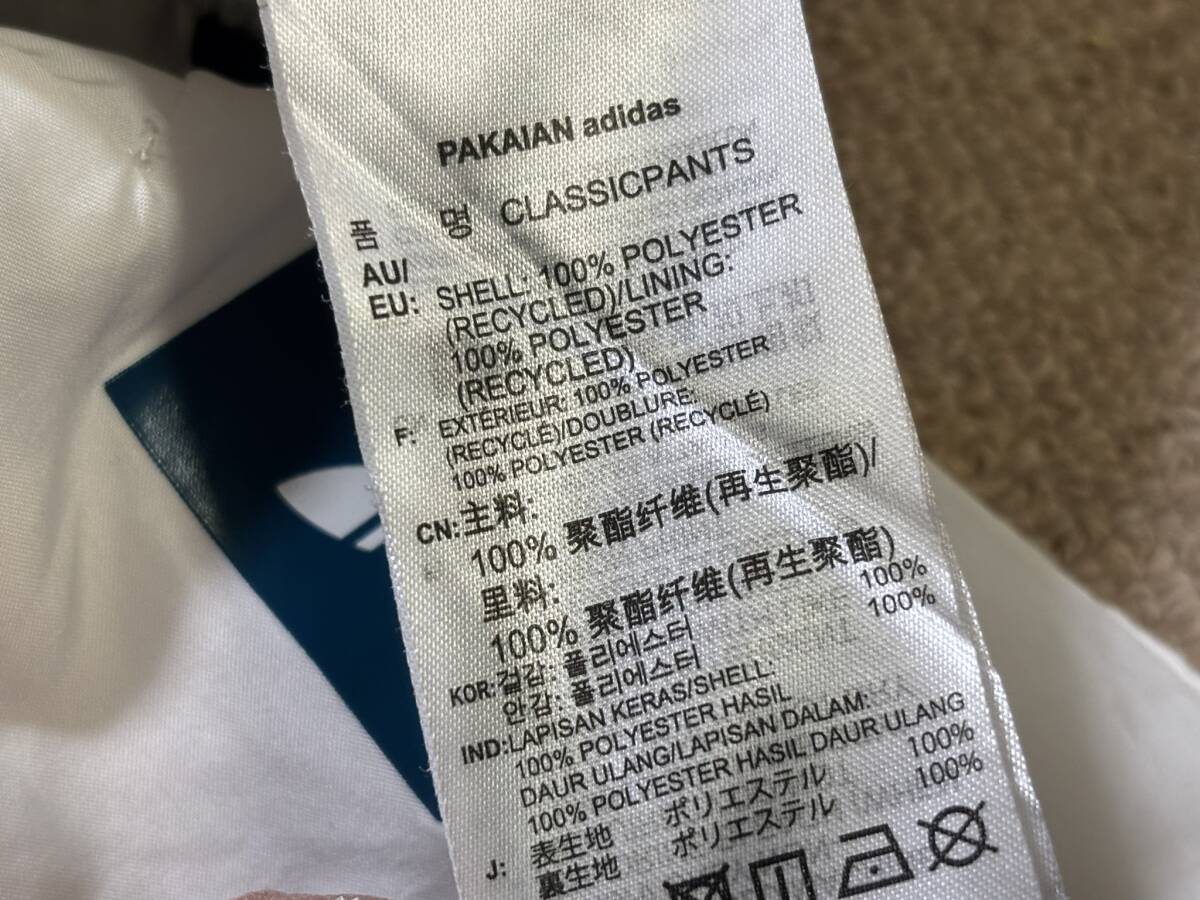 PAKAIAN adidas
품 명 CLASSICPANTS
AU/
EU: SHELL: 100% POLYESTER
(RECYCLED)/LINING:
100% POLYESTER
(RECYCLED)
F: EXTÉRIEUR: 100% POLYESTER
(RECYCLÉ)/DOUBLURE:
100% POLYESTER (RECYCLÉ)
CN:主料:
100% 聚酯纤维(再生聚酯)/
里料:
100% 聚酯纤维(再生聚酯)
KOR:겉감: 폴리에스터 100%
안감: 폴리에스터 100%
IND:LAPISAN KERAS/SHELL:
100% POLYESTER HASIL
DAUR ULANG/LAPISAN DALAM:
100% POLYESTER HASIL DAUR ULANG
J: 表生地 ポリエステル 100%
裏生地 ポリエステル 100%